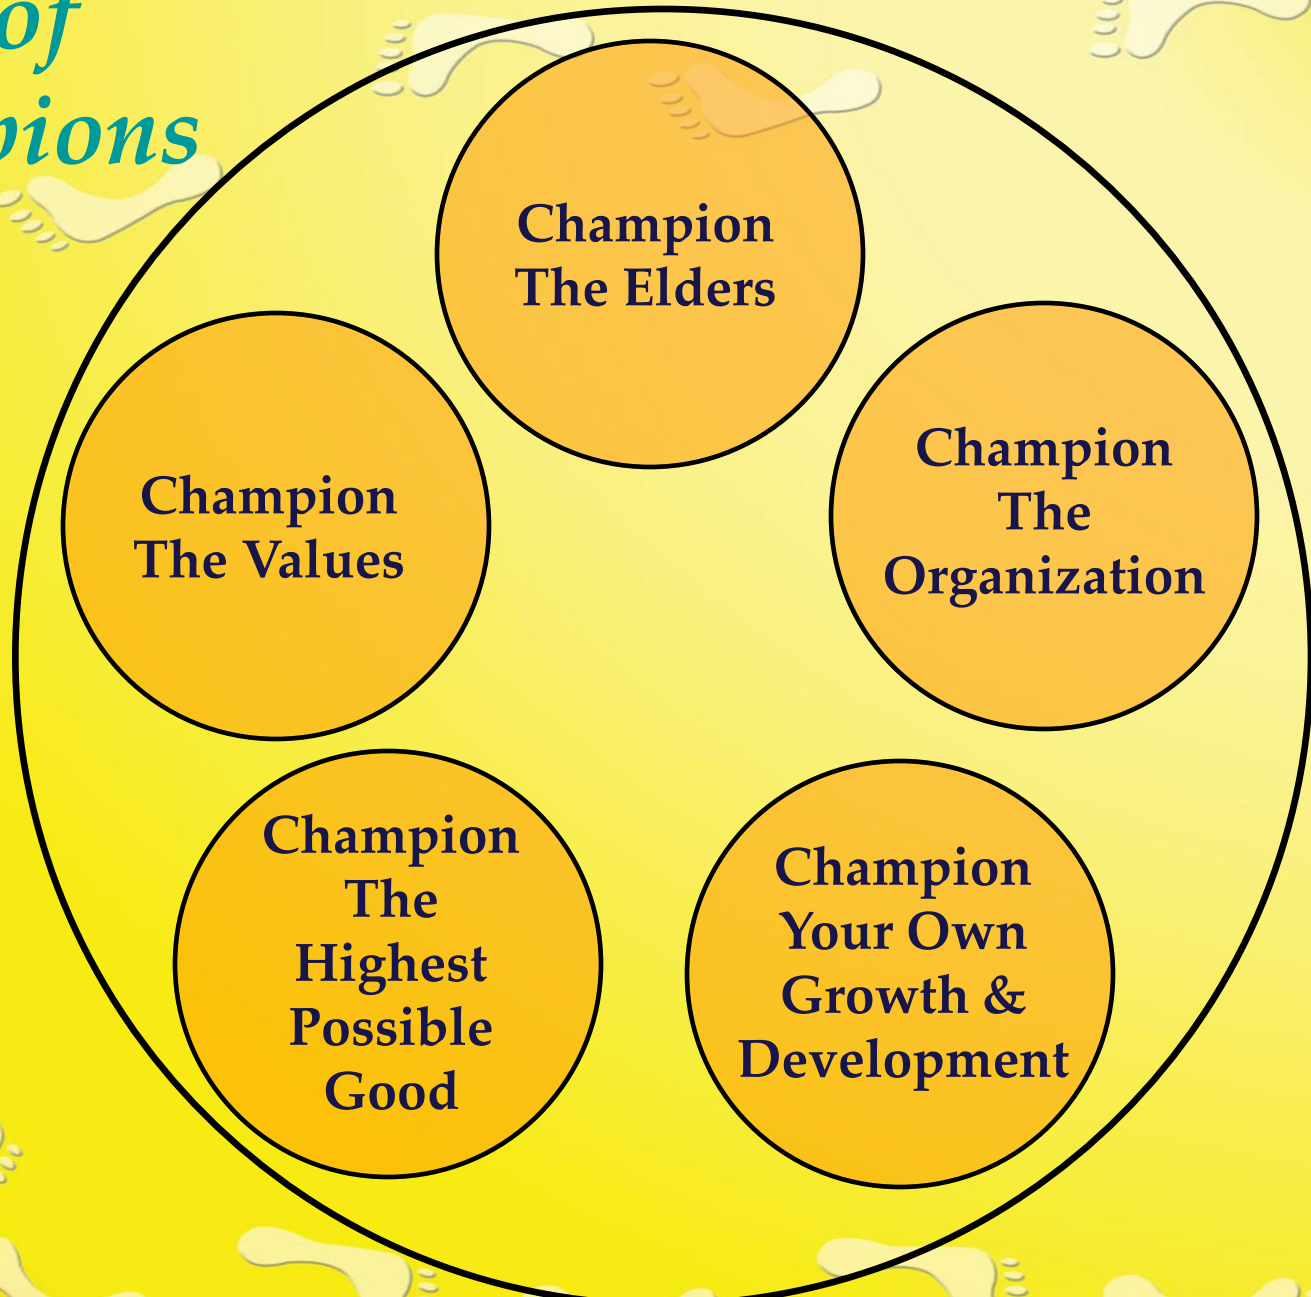 of
pions
Champion
The Elders
Champion
The Values
Champion
The
Organization
Champion
The
Highest
Possible
Good
Champion
Your Own
Growth &
Development